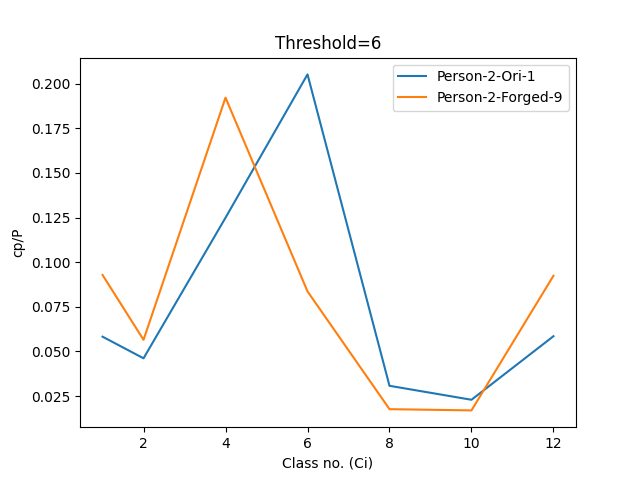 Threshold=6
Person-2-Ori-1
Person-2-Forged-9
0.200
0.175
0.150
0.125
0.100
0.075
0.050
0.025
cp/P
2 4 6 8 10 12
Class no. (Ci)